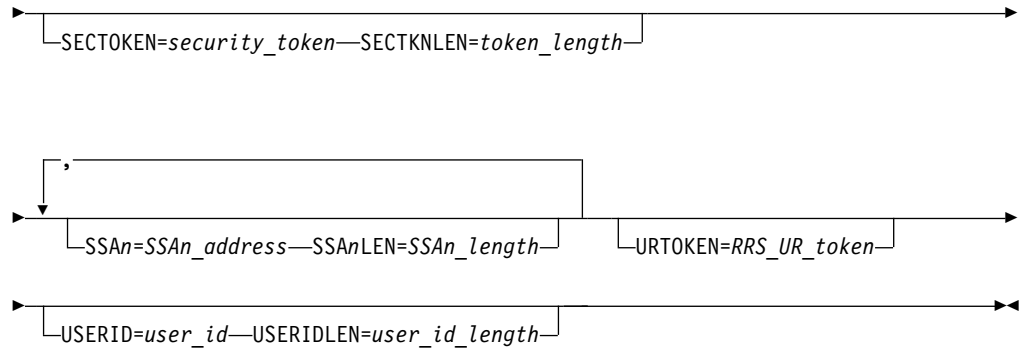 SECTOKEN=security_token SECTKNLEN=token_length
,
SSAn=SSAn_address SSAnLEN=SSAn_length URTOKEN=RRS_UR_token
USERID=user_id USERIDLEN=user_id_length